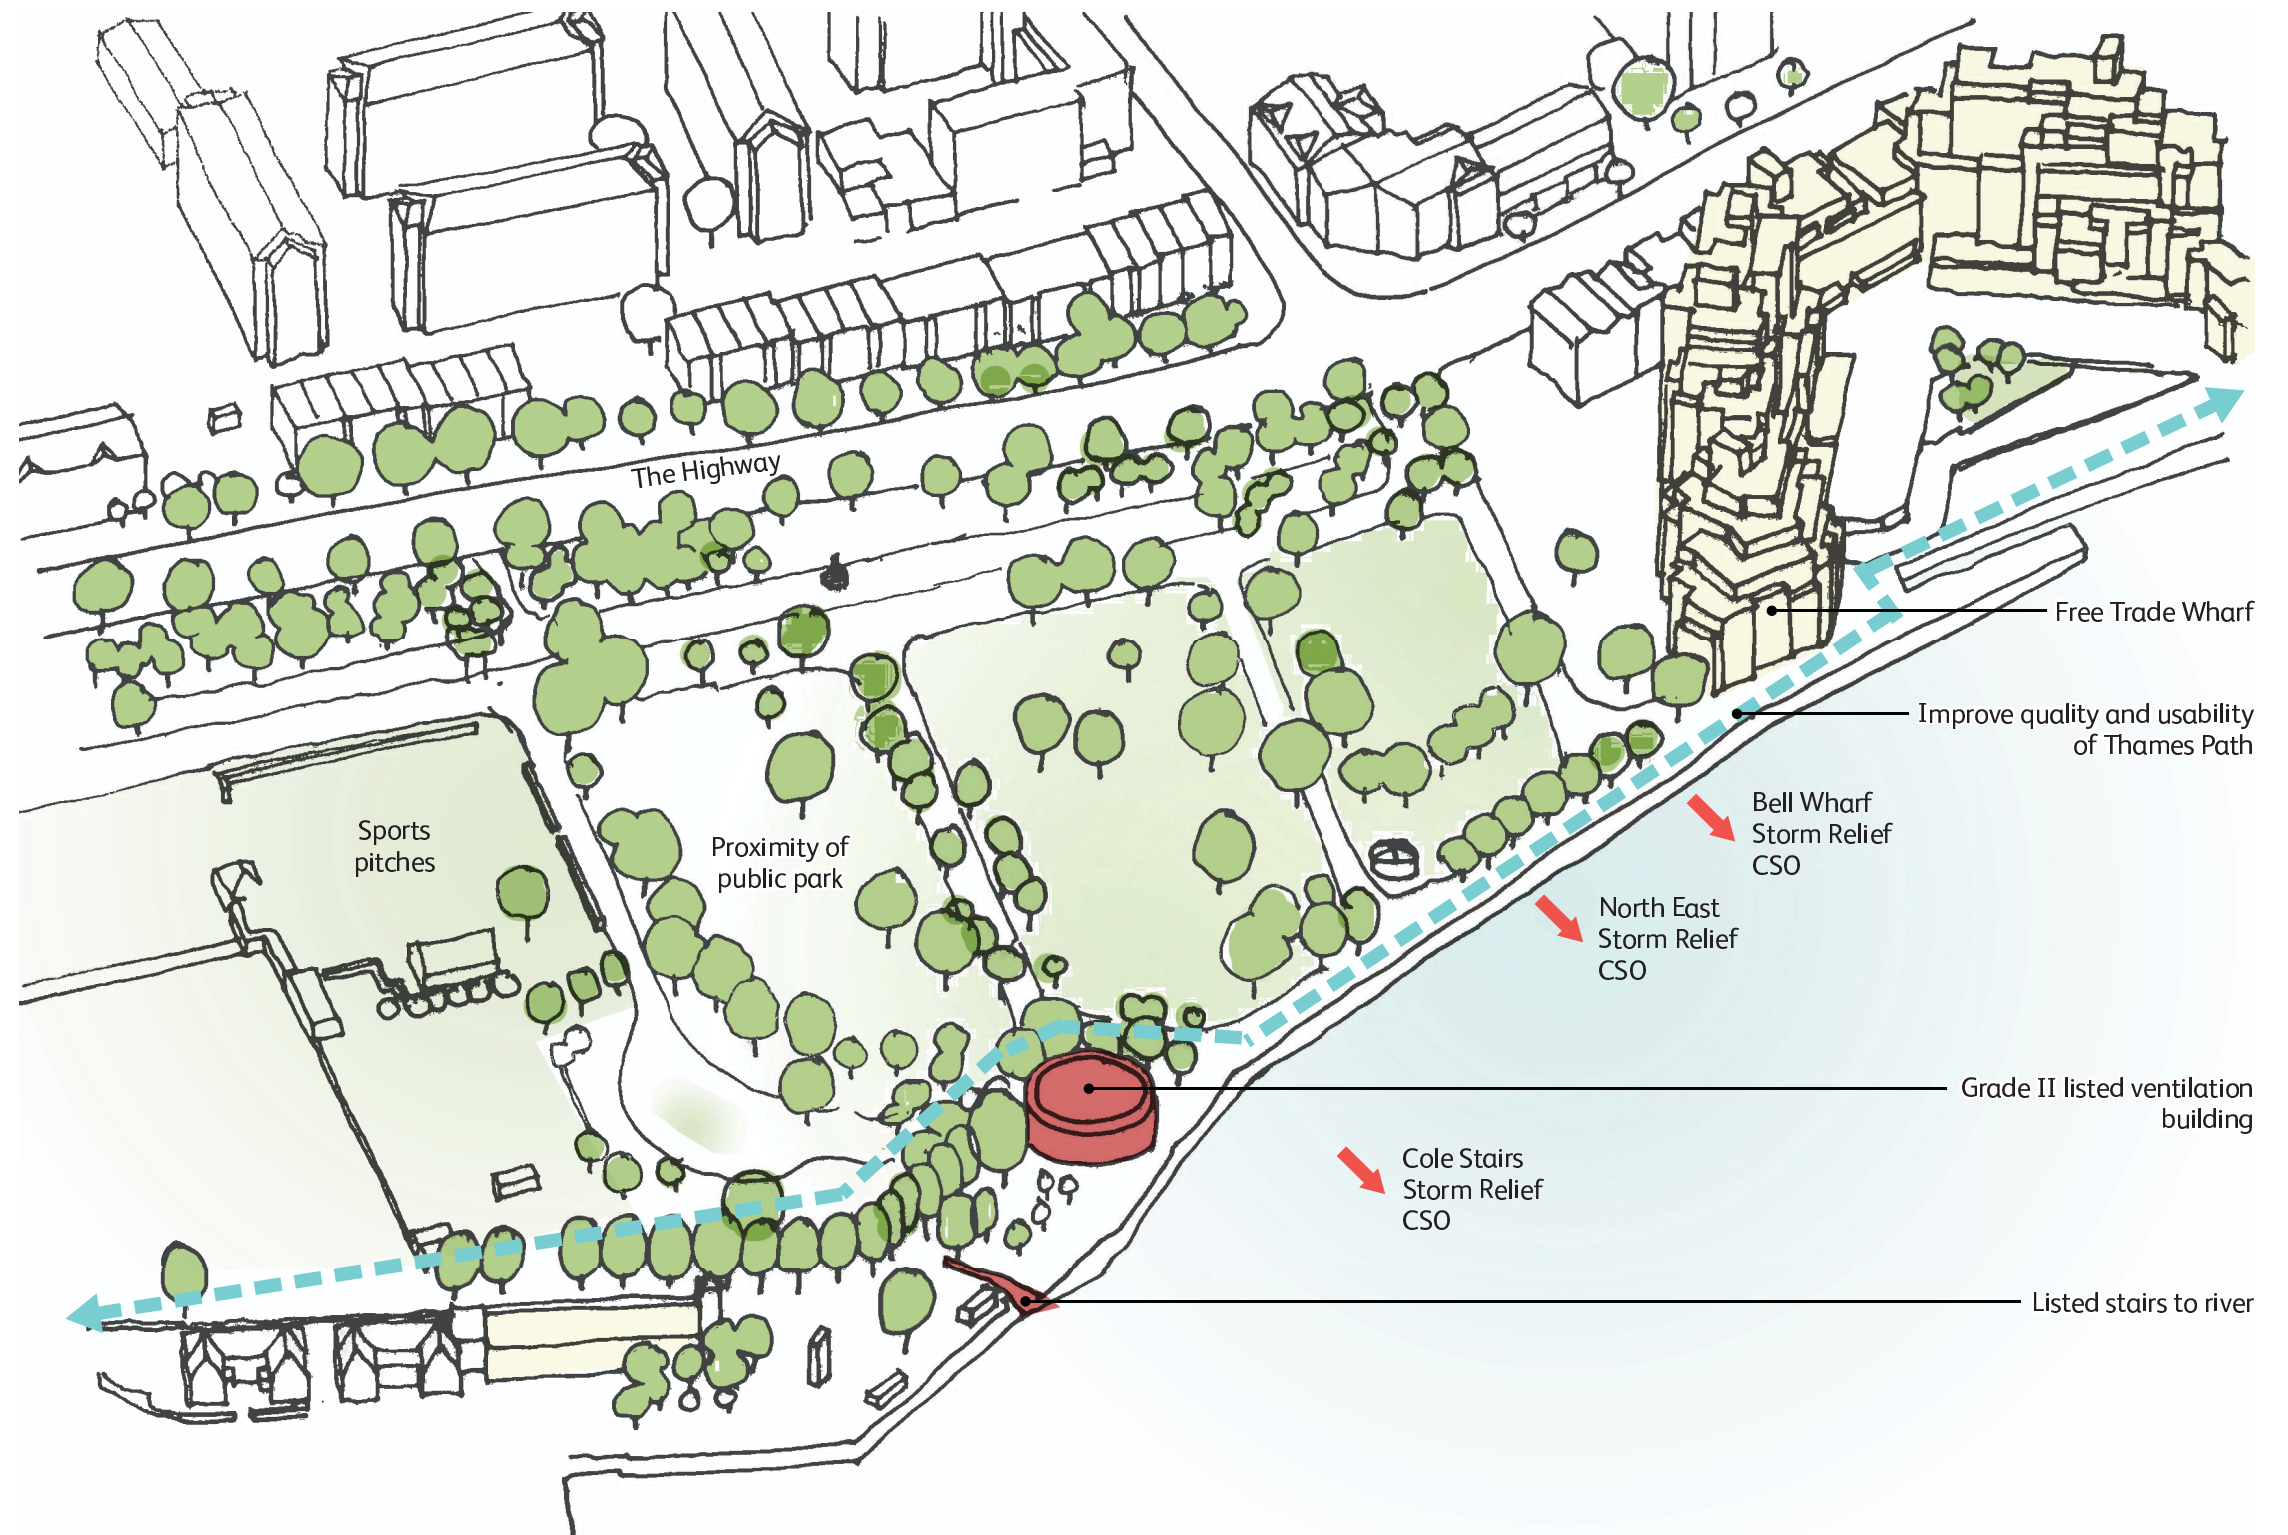 The Highway
Free Trade Wharf
Improve quality and usability
of Thames Path
Sports
pitches
Proximity of
public park
Bell Wharf
Storm Relief
CSO
North East
Storm Relief
CSO
Grade II listed ventilation
building
Cole Stairs
Storm Relief
CSO
Listed stairs to river